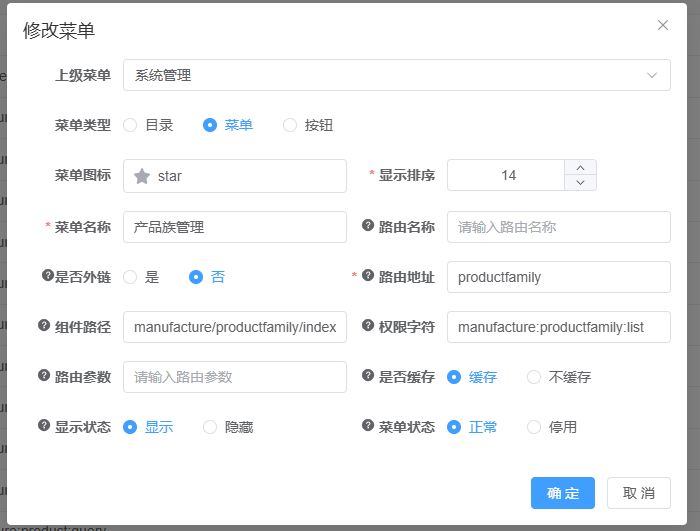 修改菜单
上级菜单 系统管理
菜单类型 目录 菜单 按钮
菜单图标 star * 显示排序 14
* 菜单名称 产品族管理 路由名称 请输入路由名称
是否外链 是 否 * 路由地址 productfamily
组件路径 manufacture/productfamily/index 权限字符 manufacture:productfamily:list
路由参数 请输入路由参数 是否缓存 缓存 不缓存
显示状态 显示 隐藏 菜单状态 正常 停用
确 定 取 消